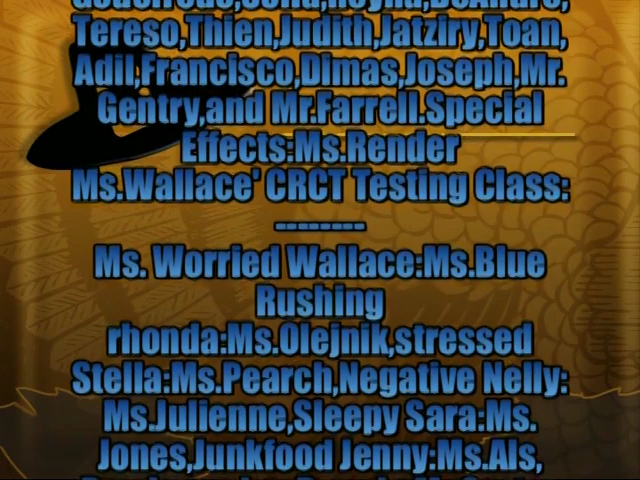 Tereso,Thien,Judith,Jatziry,Toan,
Adil,Francisco,Dimas,Joseph,Mr.
Gentry,and Mr.Farrell.Special
Effects:Ms.Render
Ms.Wallace' CRCT Testing Class:
--------
Ms. Worried Wallace:Ms.Blue
Rushing
rhonda:Ms.Olejnik,stressed
Stella:Ms.Pearch,Negative Nelly:
Ms.Julienne,Sleepy Sara:Ms.
Jones,Junkfood Jenny:Ms.Als,